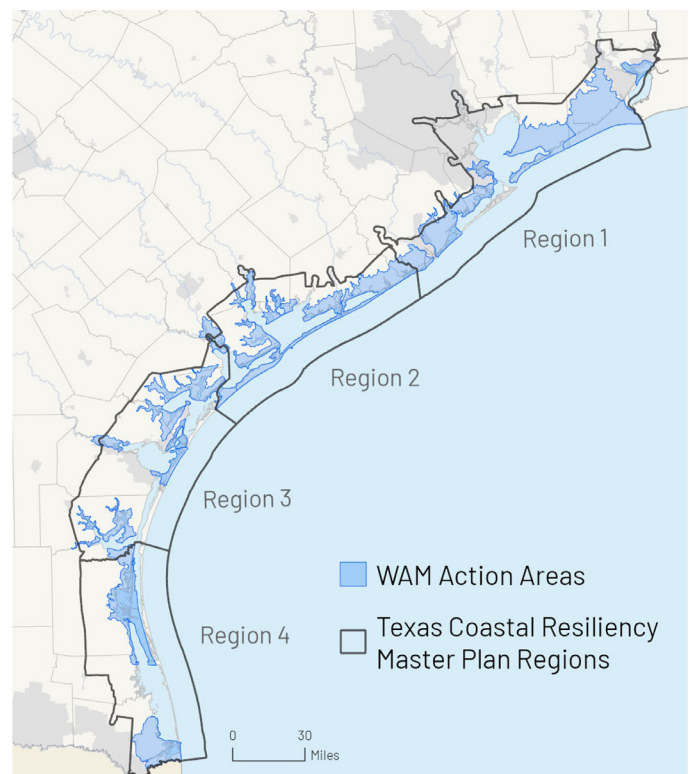 Region 1
Region 2
Region 3
WAM Action Areas
Texas Coastal Resiliency
Master Plan Regions
Region 4
0 30
Miles